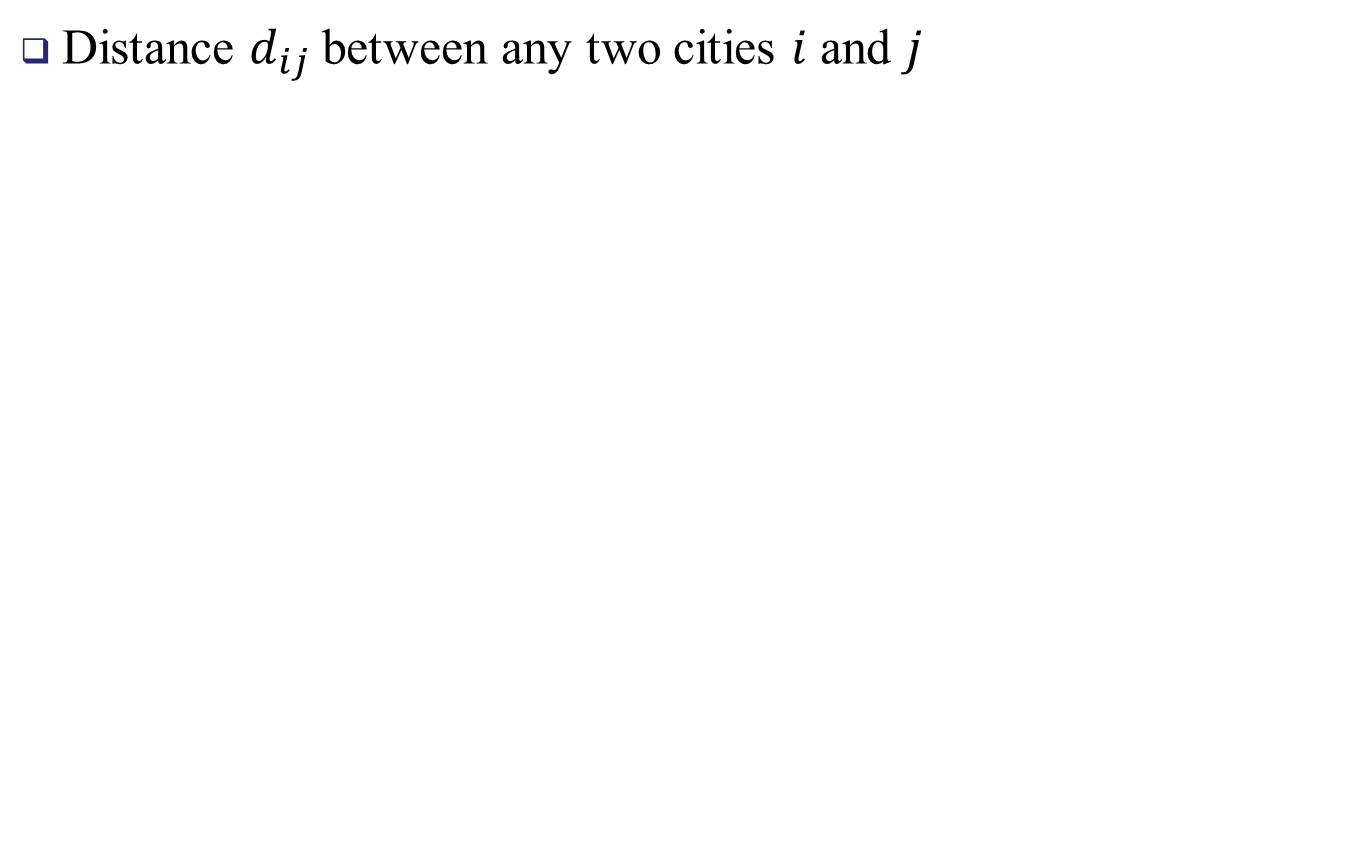 ❑ Distance $d_{ij}$ between any two cities $i$ and $j$